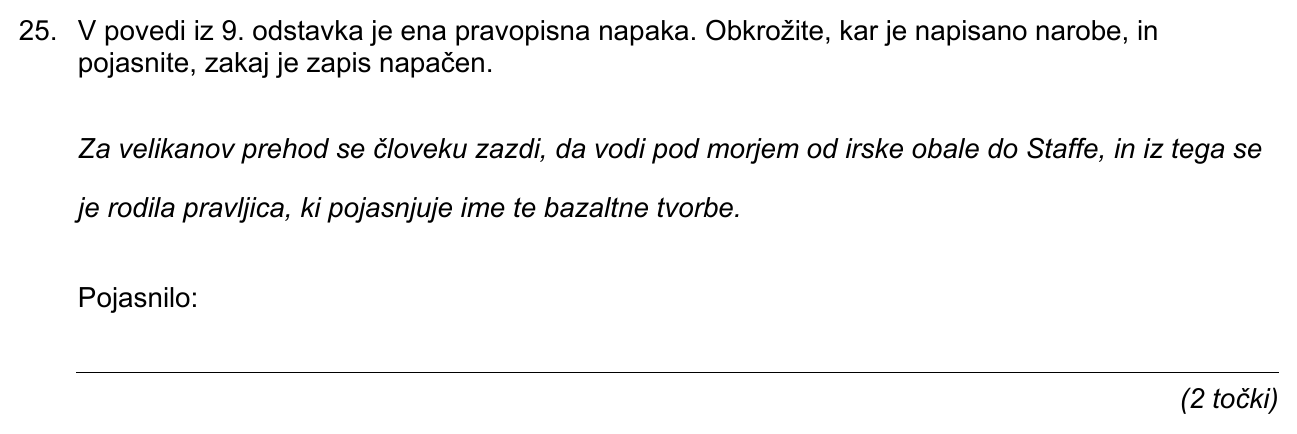 25. V povedi iz 9. odstavka je ena pravopisna napaka. Obkrožite, kar je napisano narobe, in
pojasnite, zakaj je zapis napačen.
Za velikanov prehod se človeku zazdi, da vodi pod morjem od irske obale do Staffe, in iz tega se
je rodila pravljica, ki pojasnjuje ime te bazaltne tvorbe.
Pojasnilo:
(2 točki)